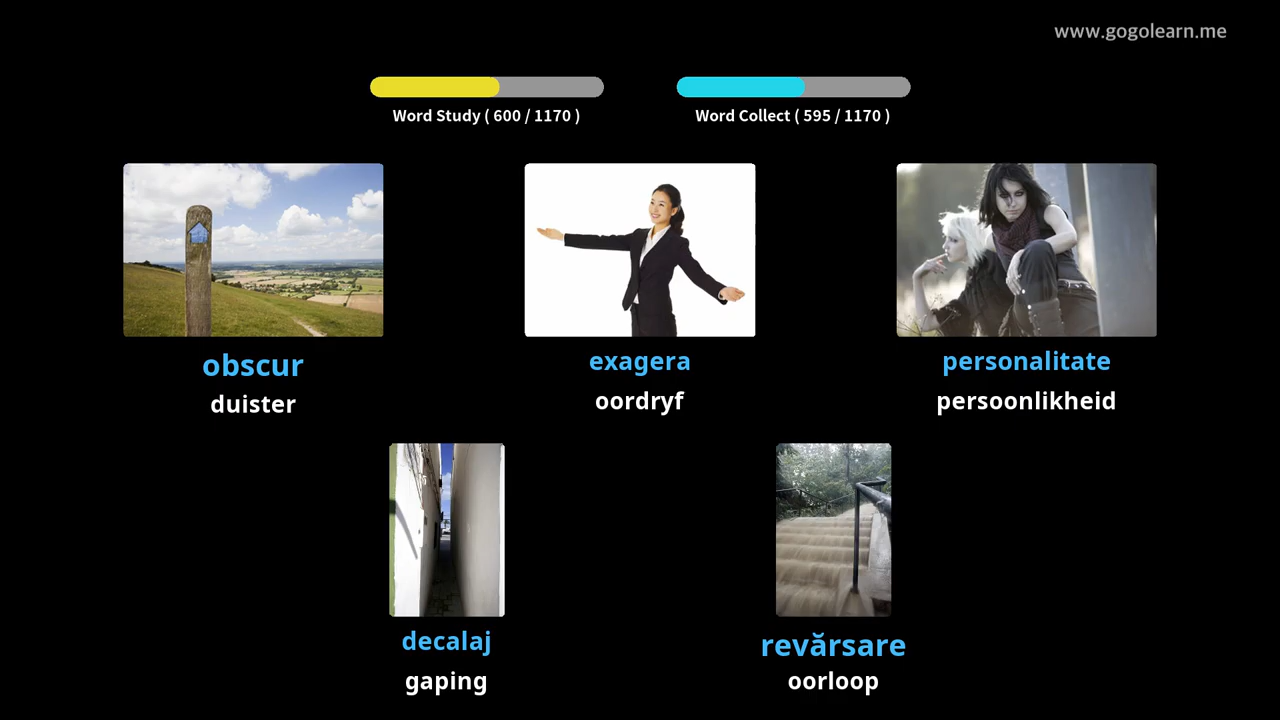 www.gogolearn.me
Word Study ( 600 / 1170 )
Word Collect ( 595 / 1170 )
obscur
duister
exagera
oordryf
personalitate
persoonlikheid
decalaj
gaping
revărsare
oorloop